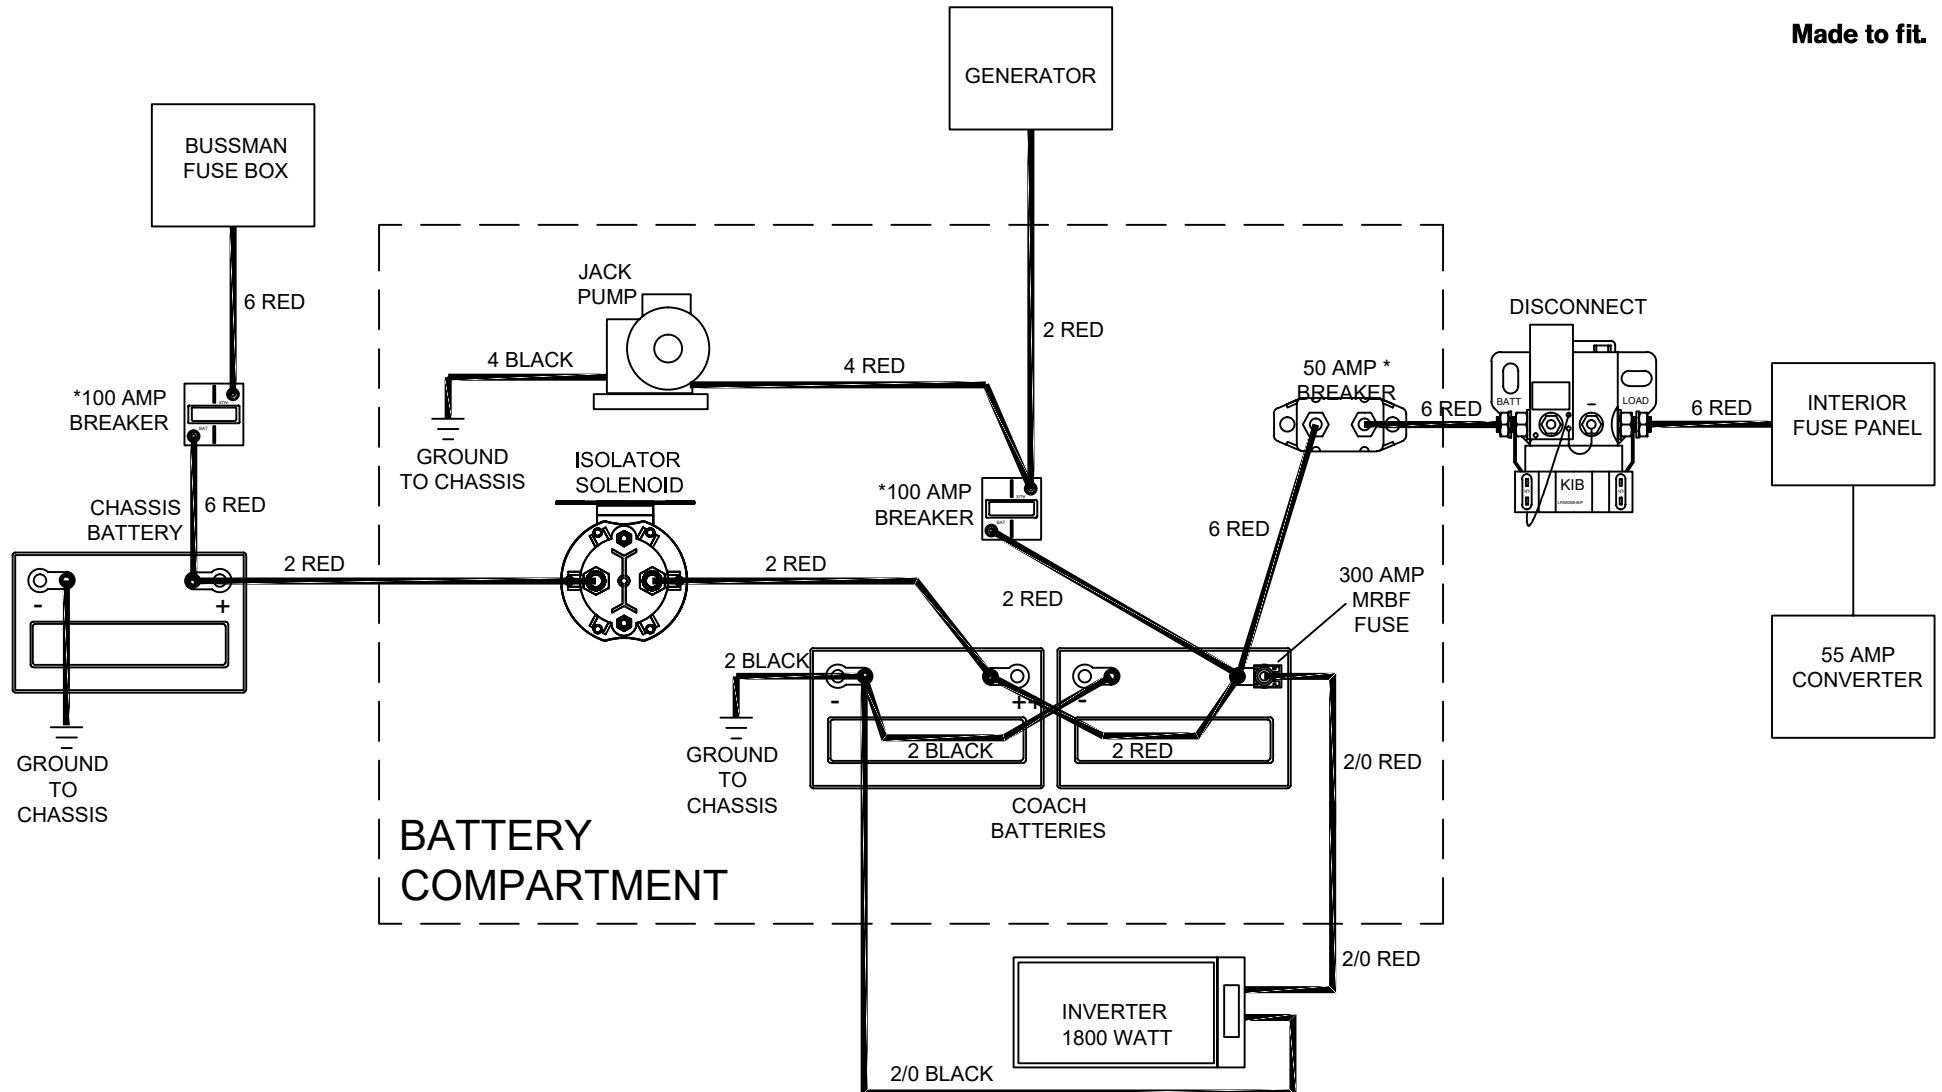 Made to fit.
GENERATOR
BUSSMAN
FUSE BOX
6 RED
JACK
PUMP
4 BLACK
4 RED
2 RED
DISCONNECT
50 AMP *
BREAKER
BATT
-
LOAD
6 RED
6 RED
INTERIOR
FUSE PANEL
*100 AMP
BREAKER
BAT
GROUND
TO CHASSIS
ISOLATOR
SOLENOID
KIB
*100 AMP
BREAKER
BAT
CHASSIS
BATTERY
6 RED
6 RED
2 RED
2 RED
2 RED
300 AMP
MRBF
FUSE
-
+
2 BLACK
-
+
+
-
2 BLACK
2 RED
55 AMP
CONVERTER
GROUND
TO
CHASSIS
GROUND
TO
CHASSIS
2/0 RED
COACH
BATTERIES
BATTERY
COMPARTMENT
2/0 RED
INVERTER
1800 WATT
2/0 BLACK